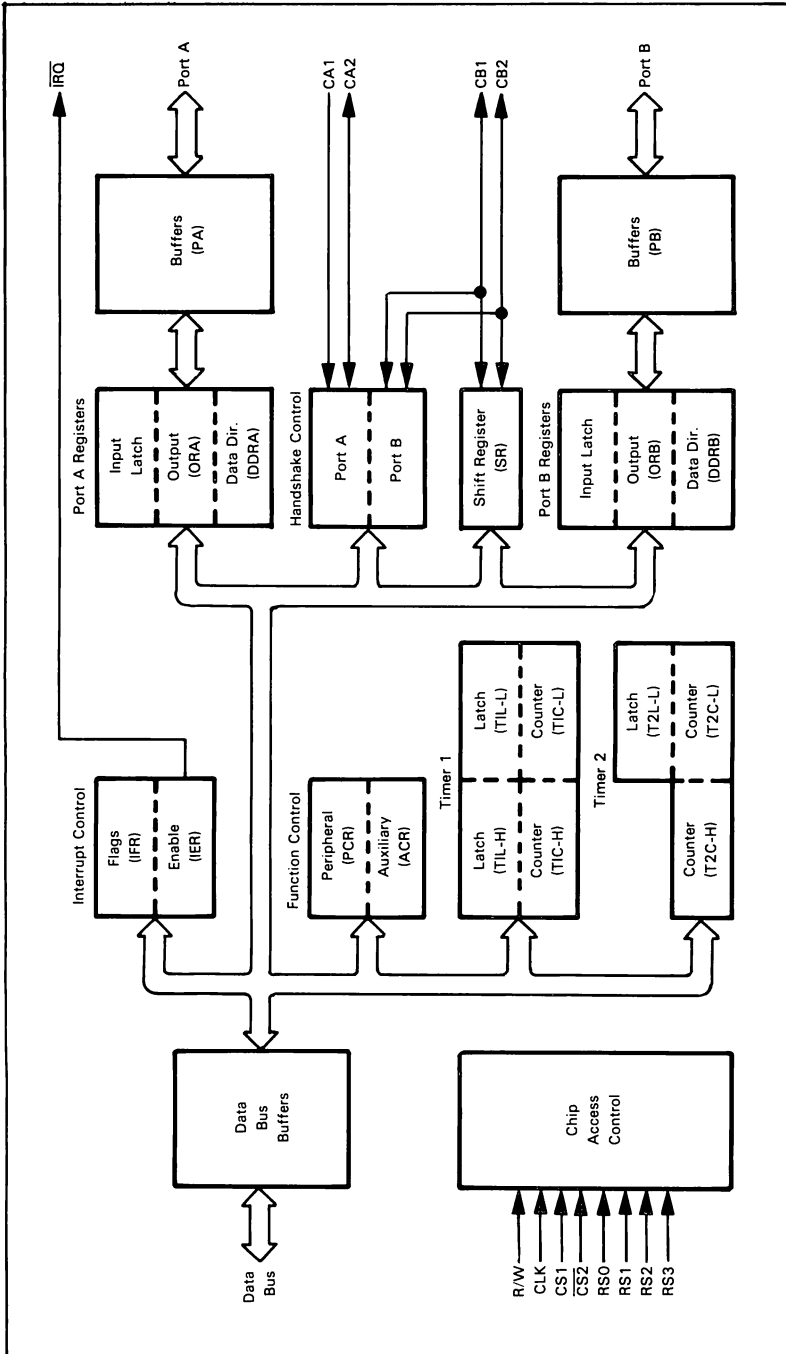 Data
Bus
Data
Bus
Buffers
R/W
CLK
CS1
CS2
RS0
RS1
RS2
RS3
Chip
Access
Control
Interrupt Control
Flags
(IFR)
Enable
(IER)
IRQ
Function Control
Peripheral
(PCR)
Auxiliary
(ACR)
Timer 1
Latch
(TIL-H)
Latch
(TIL-L)
Counter
(TIC-H)
Counter
(TIC-L)
Timer 2
Latch
(T2L-L)
Counter
(T2C-H)
Counter
(T2C-L)
Port A Registers
Input
Latch
Output
(ORA)
Data Dir.
(DDRA)
Buffers
(PA)
Port A
Handshake Control
Port A
Port B
CA1
CA2
Shift Register
(SR)
CB1
CB2
Port B Registers
Input Latch
Output
(ORB)
Data Dir.
(DDRB)
Buffers
(PB)
Port B